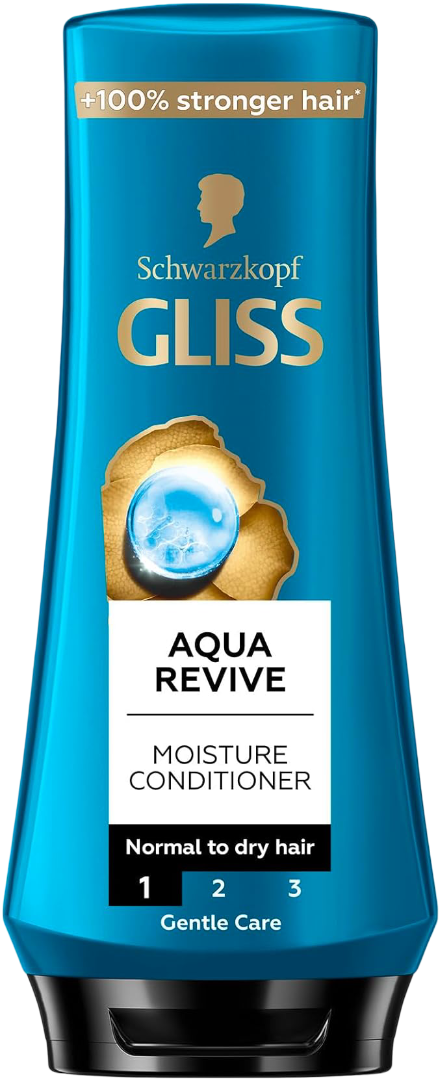 +100% stronger hair*
Schwarzkopf
GLISS
AQUA
REVIVE
MOISTURE
CONDITIONER
Normal to dry hair
1 2 3
Gentle Care